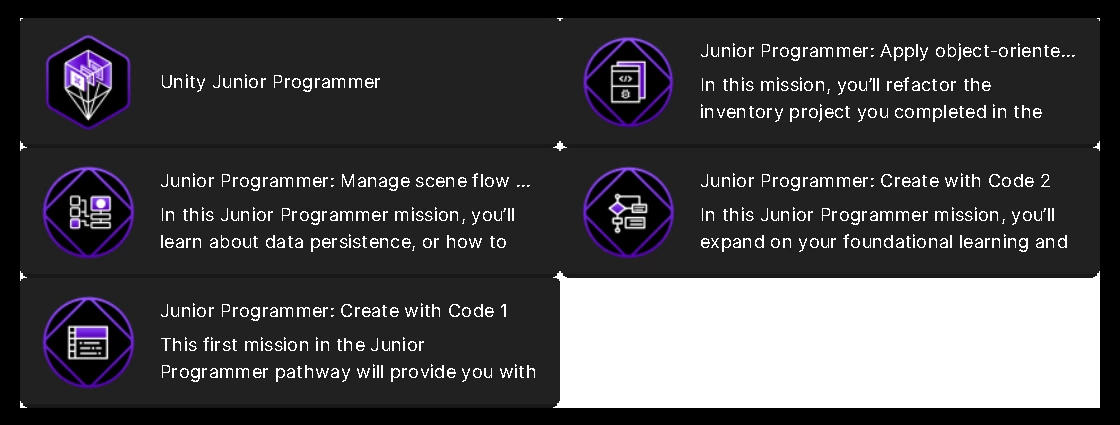 Unity Junior Programmer
Junior Programmer: Apply object-oriente...
In this mission, you’ll refactor the
inventory project you completed in the
Junior Programmer: Manage scene flow ...
In this Junior Programmer mission, you’ll
learn about data persistence, or how to
Junior Programmer: Create with Code 2
In this Junior Programmer mission, you’ll
expand on your foundational learning and
Junior Programmer: Create with Code 1
This first mission in the Junior
Programmer pathway will provide you with